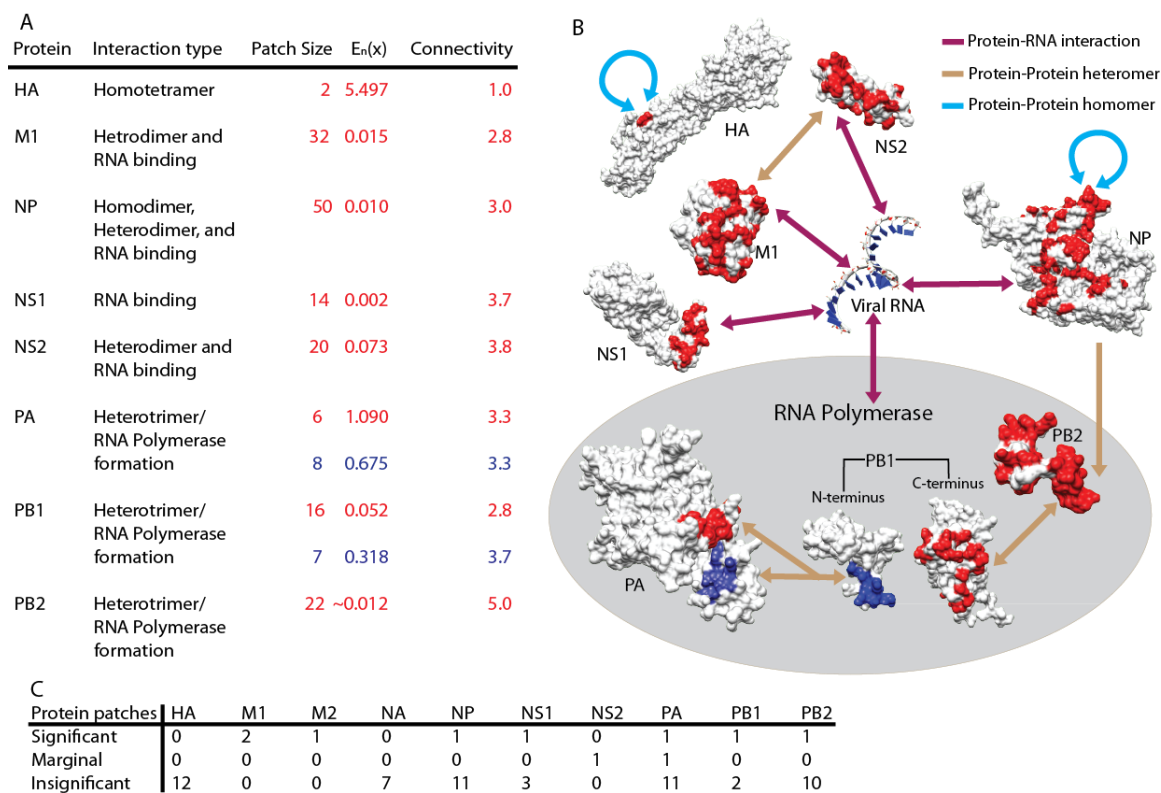 A
Protein Interaction type Patch Size Eₙ(x) Connectivity
HA Homotetramer 2 5.497 1.0
M1 Hetrodimer and 32 0.015 2.8
RNA binding
NP Homodimer, 50 0.010 3.0
Heterodimer, and
RNA binding
NS1 RNA binding 14 0.002 3.7
NS2 Heterodimer and 20 0.073 3.8
RNA binding
PA Heterotrimer/ 6 1.090 3.3
RNA Polymerase
formation 8 0.675 3.3
PB1 Heterotrimer/ 16 0.052 2.8
RNA Polymerase
formation 7 0.318 3.7
PB2 Heterotrimer/ 22 ~0.012 5.0
RNA Polymerase
formation
B
Protein-RNA interaction
Protein-Protein heteromer
Protein-Protein homomer
HA
NS2
M1
NP
Viral RNA
NS1
RNA Polymerase
PB2
PB1
N-terminus
C-terminus
PA
C
Protein patches HA M1 M2 NA NP NS1 NS2 PA PB1 PB2
Significant 0 2 1 0 1 1 0 1 1 1
Marginal 0 0 0 0 0 0 1 1 0 0
Insignificant 12 0 0 7 11 3 0 11 2 10